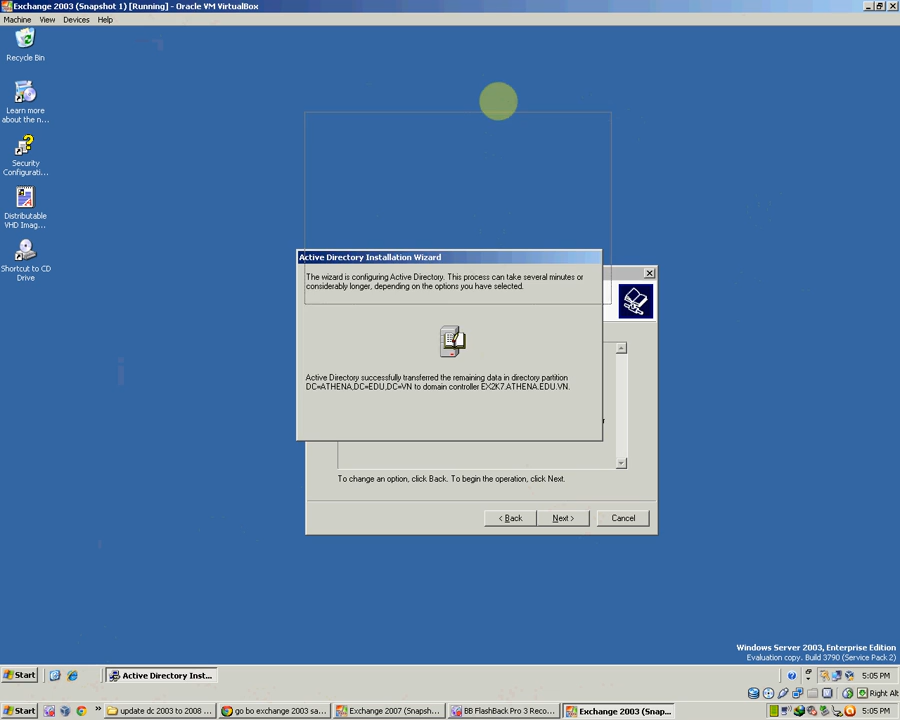 Exchange 2003 (Snapshot 1) [Running] - Oracle VM VirtualBox
Machine View Devices Help
Recycle Bin
Learn more
about the n...
Security
Configurati...
Distributable
VHD Imag...
Shortcut to CD
Drive
Active Directory Installation Wizard
The wizard is configuring Active Directory. This process can take several minutes or
considerably longer, depending on the options you have selected.
Active Directory successfully transferred the remaining data in directory partition
DC=ATHENA,DC=EDU,DC=VN to domain controller EX2K7.ATHENA.EDU.VN.
To change an option, click Back. To begin the operation, click Next.
< Back Next > Cancel
Windows Server 2003, Enterprise Edition
Evaluation copy. Build 3790 (Service Pack 2)
Start Active Directory Inst... 5:05 PM
Right Alt
Start update dc 2003 to 2008 ... go bo exchange 2003 sa... Exchange 2007 (Snapsh... BB FlashBack Pro 3 Reco... Exchange 2003 (Snap... 5:05 PM